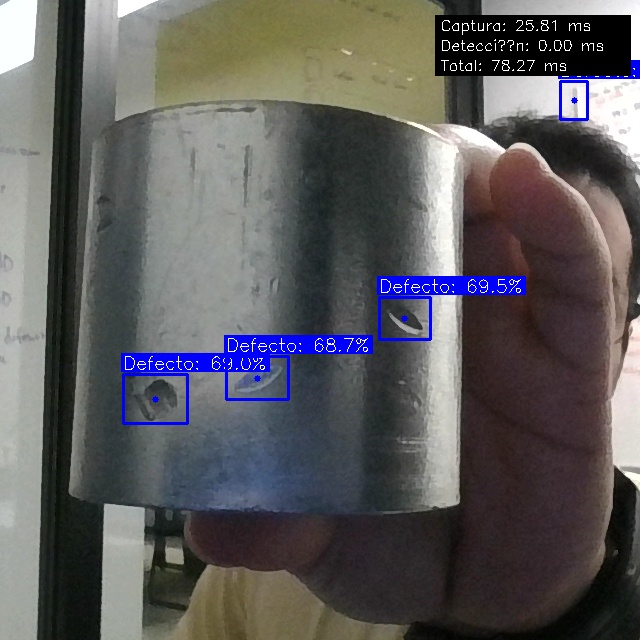 Captura: 25.81 ms
Detecci??n: 0.00 ms
Total: 78.27 ms
Defecto: 69.5%
Defecto: 68.7%
Defecto: 69.0%